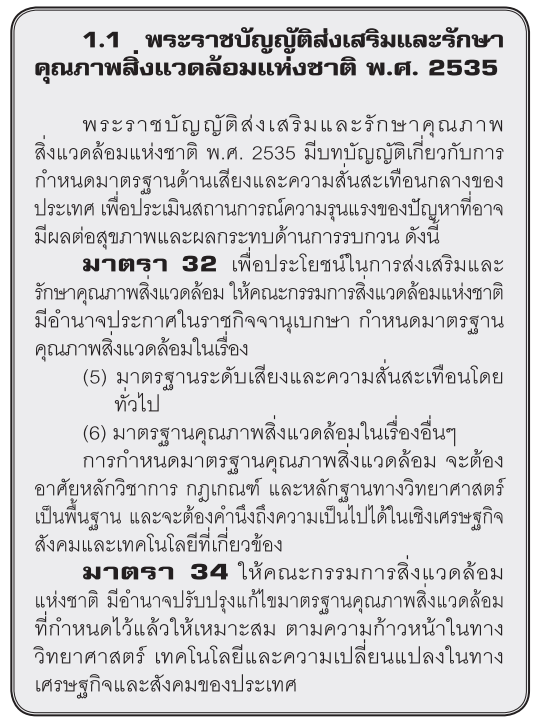 1.1 พระราชบัญญัติส่งเสริมและรักษา
คุณภาพสิ่งแวดล้อมแห่งชาติ พ.ศ. 2535
พระราชบัญญัติส่งเสริมและรักษาคุณภาพ
สิ่งแวดล้อมแห่งชาติ พ.ศ. 2535 มีบทบัญญัติเกี่ยวกับการ
กำหนดมาตรฐานด้านเสียงและความสั่นสะเทือนกลางของ
ประเทศ เพื่อประเมินสถานการณ์ความรุนแรงของปัญหาที่อาจ
มีผลต่อสุขภาพและผลกระทบด้านการรบกวน ดังนี้
มาตรา 32 เพื่อประโยชน์ในการส่งเสริมและ
รักษาคุณภาพสิ่งแวดล้อม ให้คณะกรรมการสิ่งแวดล้อมแห่งชาติ
มีอำนาจประกาศในราชกิจจานุเบกษา กำหนดมาตรฐาน
คุณภาพสิ่งแวดล้อมในเรื่อง
(5) มาตรฐานระดับเสียงและความสั่นสะเทือนโดย
ทั่วไป
(6) มาตรฐานคุณภาพสิ่งแวดล้อมในเรื่องอื่นๆ
การกำหนดมาตรฐานคุณภาพสิ่งแวดล้อม จะต้อง
อาศัยหลักวิชาการ กฎเกณฑ์ และหลักฐานทางวิทยาศาสตร์
เป็นพื้นฐาน และจะต้องคำนึงถึงความเป็นไปได้ในเชิงเศรษฐกิจ
สังคมและเทคโนโลยีที่เกี่ยวข้อง
มาตรา 34 ให้คณะกรรมการสิ่งแวดล้อม
แห่งชาติ มีอำนาจปรับปรุงแก้ไขมาตรฐานคุณภาพสิ่งแวดล้อม
ที่กำหนดไว้แล้วให้เหมาะสม ตามความก้าวหน้าในทาง
วิทยาศาสตร์ เทคโนโลยีและความเปลี่ยนแปลงในทาง
เศรษฐกิจและสังคมของประเทศ